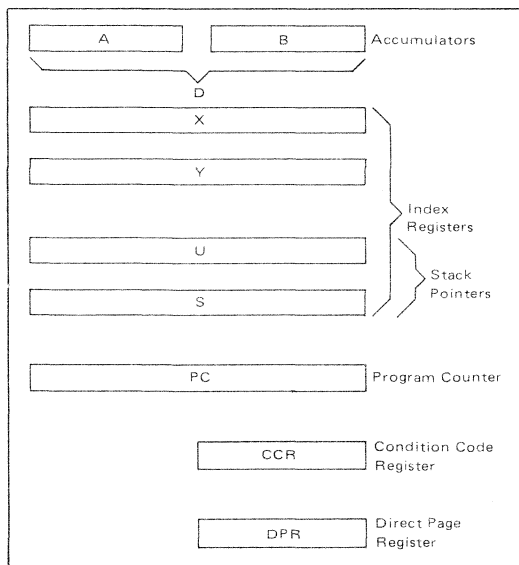 A B Accumulators
D
X
Y
Index
Registers
U
Stack
Pointers
S
PC Program Counter
CCR Condition Code
Register
DPR Direct Page
Register